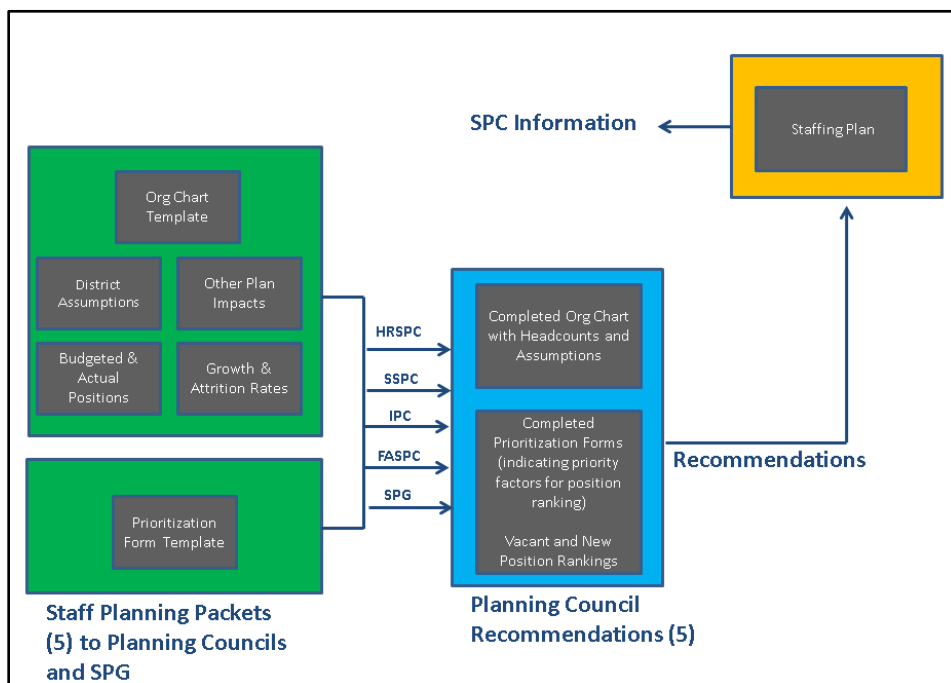 SPC Information
Staffing Plan
Org Chart
Template
District
Assumptions
Other Plan
Impacts
Budgeted &
Actual
Positions
Growth &
Attrition Rates
Prioritization
Form Template
Staff Planning Packets
(5) to Planning Councils
and SPG
HRSPC
SSPC
IPC
FASPC
SPG
Completed Org Chart
with Headcounts and
Assumptions
Completed
Prioritization Forms
(indicating priority
factors for position
ranking)
Vacant and New
Position Rankings
Planning Council
Recommendations (5)
Recommendations